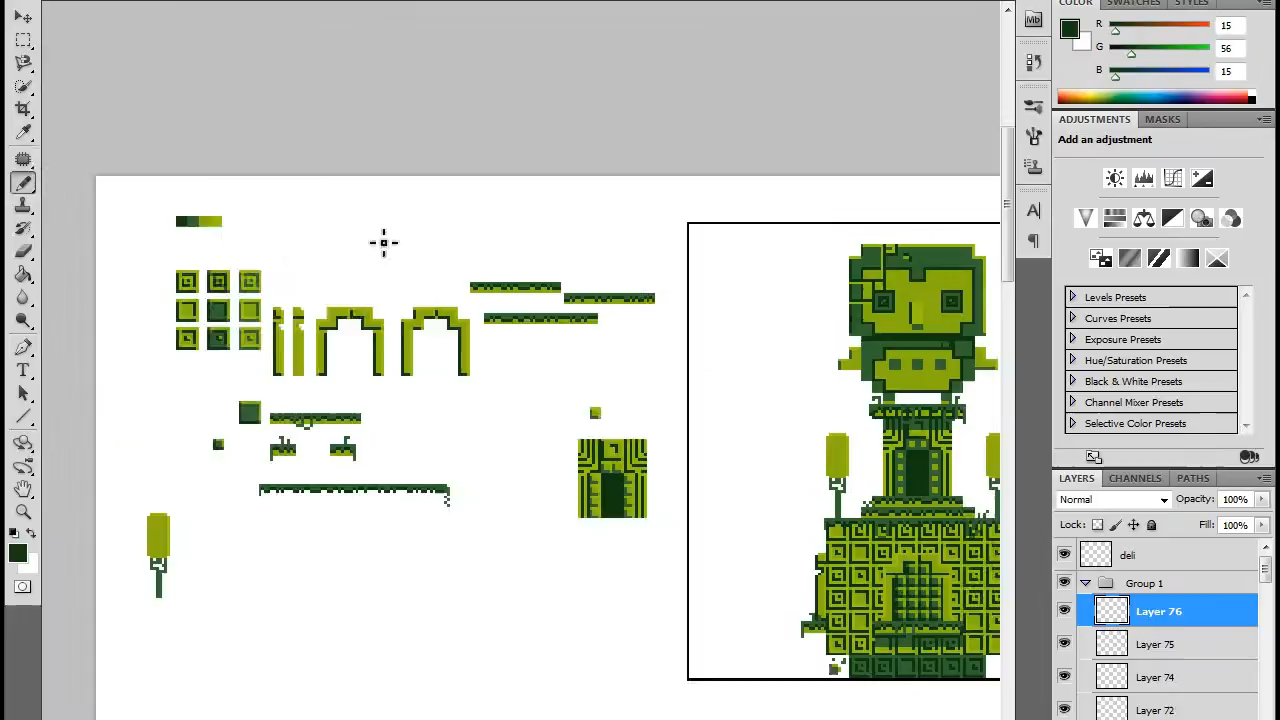 COLOR SWATCHES STYLES
R 15
G 56
B 15
Mb
ADJUSTMENTS MASKS
Add an adjustment
A
T
Levels Presets
Curves Presets
Exposure Presets
Hue/Saturation Presets
Black & White Presets
Channel Mixer Presets
Selective Color Presets
LAYERS CHANNELS PATHS
Normal Opacity: 100%
Lock: Fill: 100%
deli
Group 1
Layer 76
Layer 75
Layer 74
Layer 72